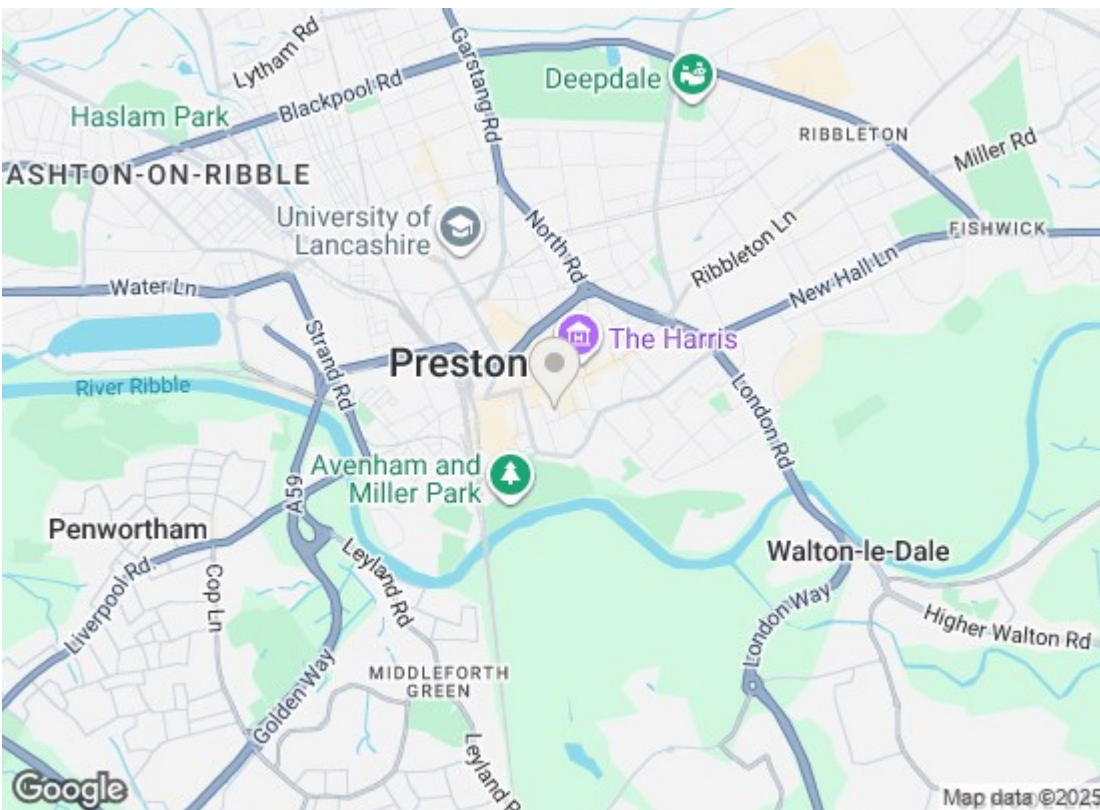 Lytham Rd
Garstang Rd
Deepdale
Blackpool Rd
Haslam Park
RIBBLETON
Miller Rd
ASHTON-ON-RIBBLE
University of
Lancashire
North Rd
Ribbleton Ln
FISHWICK
New Hall Ln
Water Ln
Strand Rd
The Harris
Preston
River Ribble
London Rd
Avenham and
Miller Park
A59
Penwortham
Leyland Rd
Walton-le-Dale
Liverpool Rd
Cop Ln
London Way
Higher Walton Rd
MIDDLEFORTH
GREEN
Golden Way
Leyland R
Google
Map data ©2025